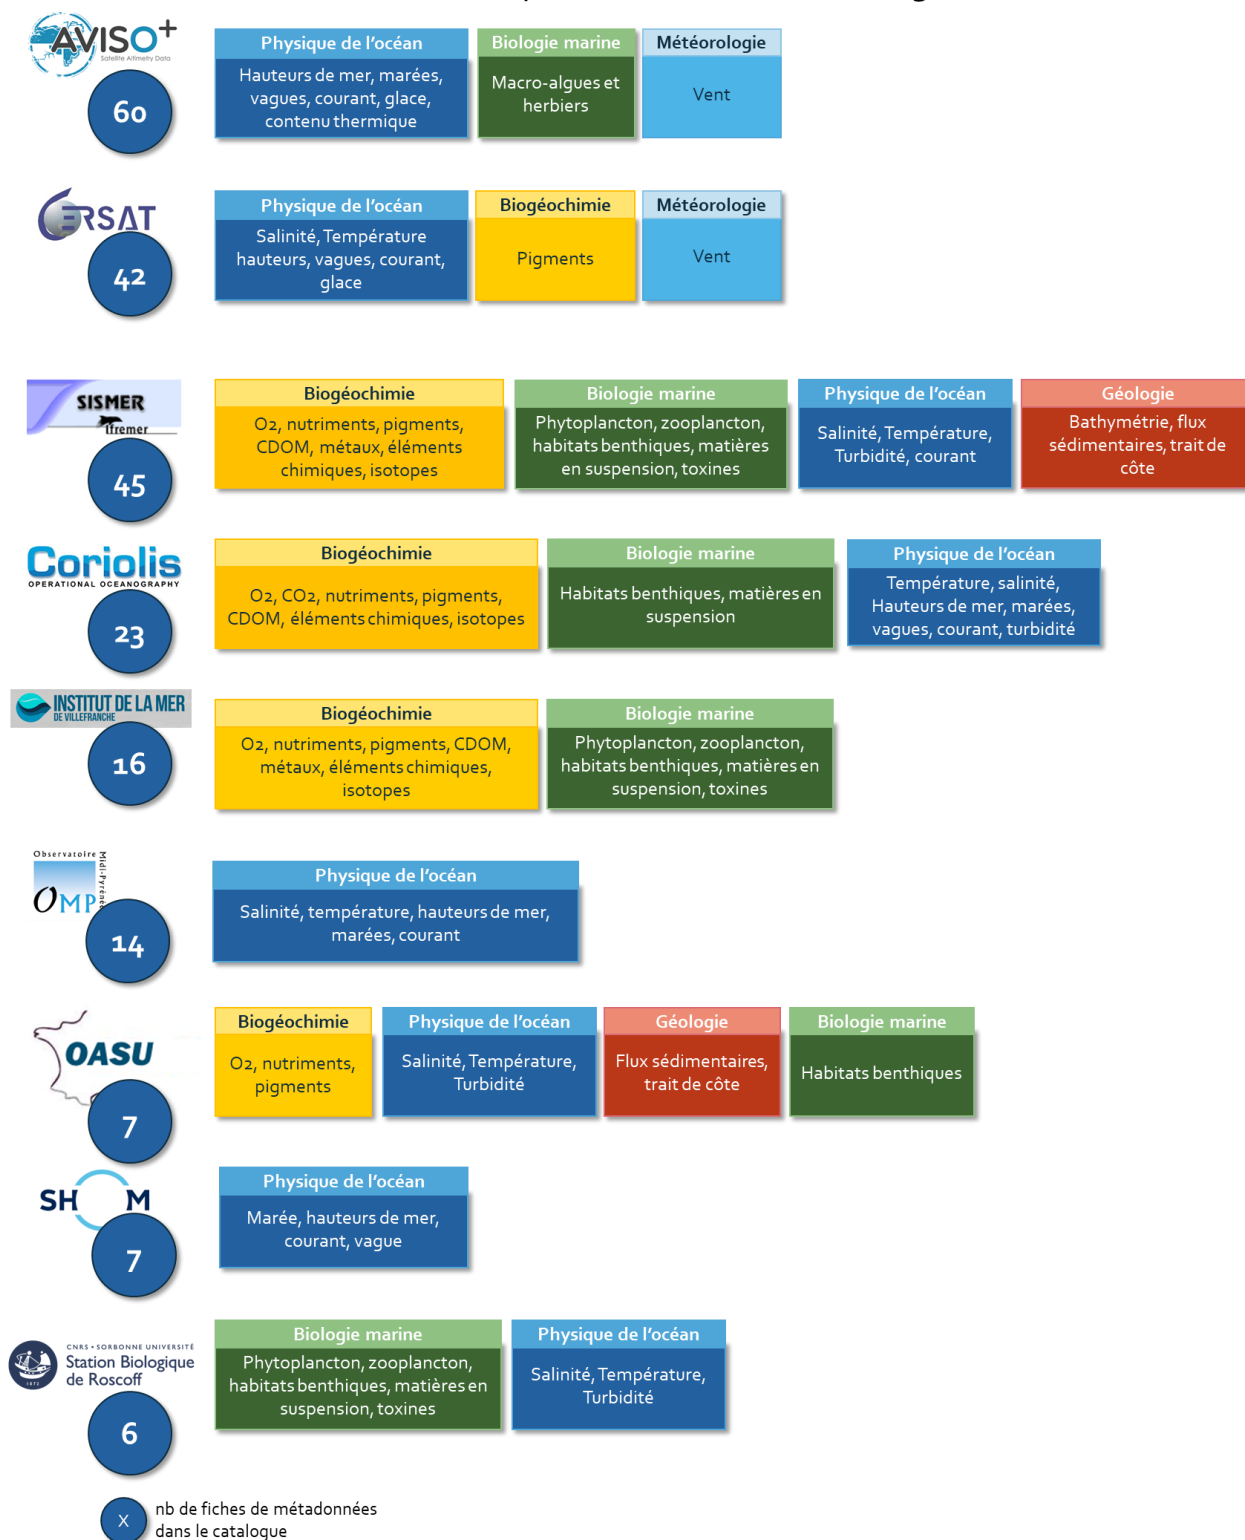 AVISO+
Satellite Altimetry Data
60
Physique de l'océan
Hauteurs de mer, marées,
vagues, courant, glace,
contenu thermique
Biologie marine
Macro-algues et
herbiers
Météorologie
Vent
CERSAT
42
Physique de l'océan
Salinité, Température
hauteurs, vagues, courant,
glace
Biogéochimie
Pigments
Météorologie
Vent
SISMER
Ifremer
45
Biogéochimie
O2, nutriments, pigments,
CDOM, métaux, éléments
chimiques, isotopes
Biologie marine
Phytoplancton, zooplancton,
habitats benthiques, matières
en suspension, toxines
Physique de l'océan
Salinité, Température,
Turbidité, courant
Géologie
Bathymétrie, flux
sédimentaires, trait de
côte
Coriolis
OPERATIONAL OCEANOGRAPHY
23
Biogéochimie
O2, CO2, nutriments, pigments,
CDOM, éléments chimiques, isotopes
Biologie marine
Habitats benthiques, matières en
suspension
Physique de l'océan
Température, salinité,
Hauteurs de mer, marées,
vagues, courant, turbidité
INSTITUT DE LA MER
DE VILLEFRANCHE
16
Biogéochimie
O2, nutriments, pigments, CDOM,
métaux, éléments chimiques,
isotopes
Biologie marine
Phytoplancton, zooplancton,
habitats benthiques, matières en
suspension, toxines
Observatoire
Midi-Pyrénées
OMP
14
Physique de l'océan
Salinité, température, hauteurs de mer,
marées, courant
OASU
7
Biogéochimie
O2, nutriments,
pigments
Physique de l'océan
Salinité, Température,
Turbidité
Géologie
Flux sédimentaires,
trait de côte
Biologie marine
Habitats benthiques
SHOM
7
Physique de l'océan
Marée, hauteurs de mer,
courant, vague
CNRS • SORBONNE UNIVERSITÉ
Station Biologique
de Roscoff
1872
6
Biologie marine
Phytoplancton, zooplancton,
habitats benthiques, matières en
suspension, toxines
Physique de l'océan
Salinité, Température,
Turbidité
X
nb de fiches de métadonnées
dans le catalogue